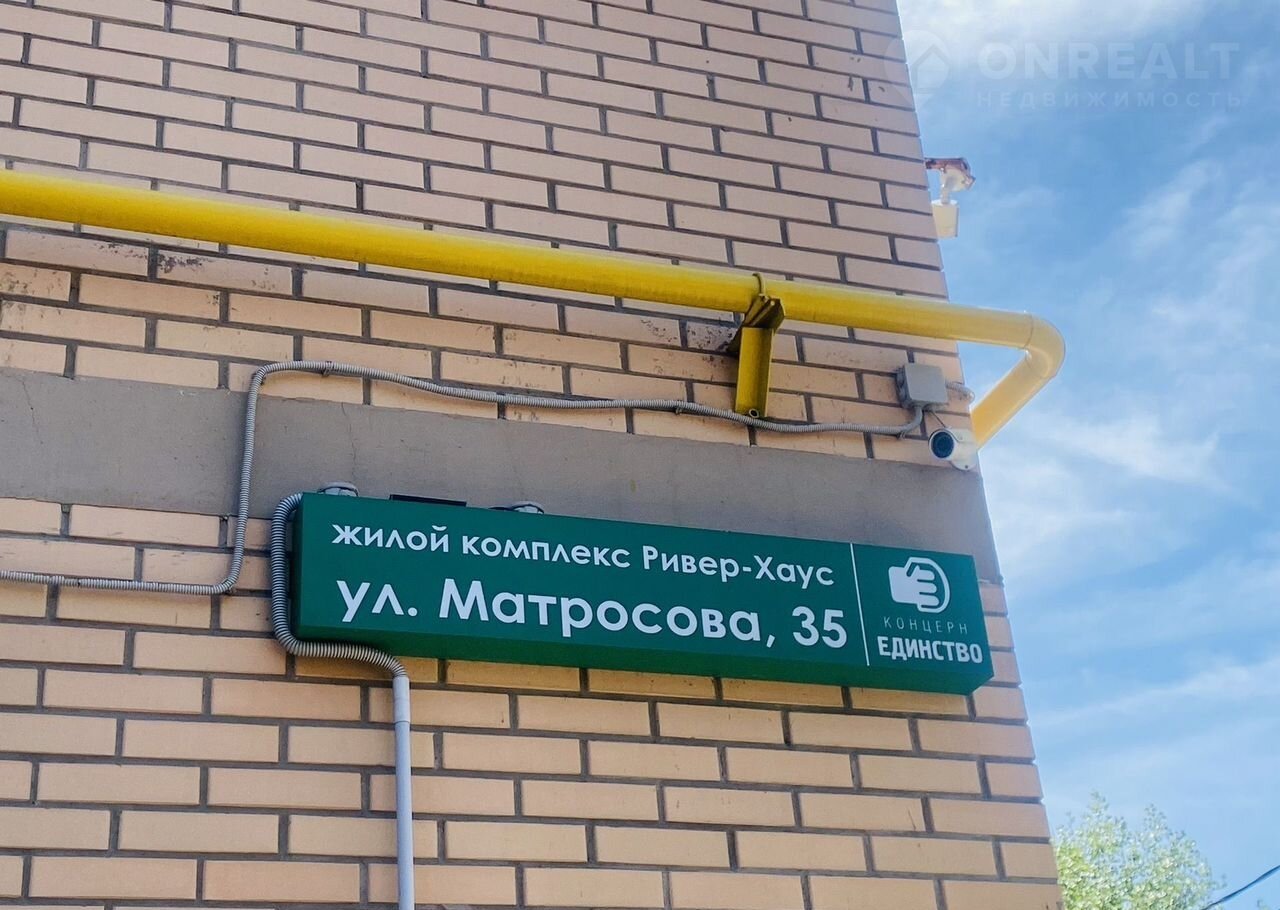 ONREALT
НЕДВИЖИМОСТЬ
жилой комплекс Ривер-Хаус
ул. Матросова, 35
КОНЦЕРН
ЕДИНСТВО